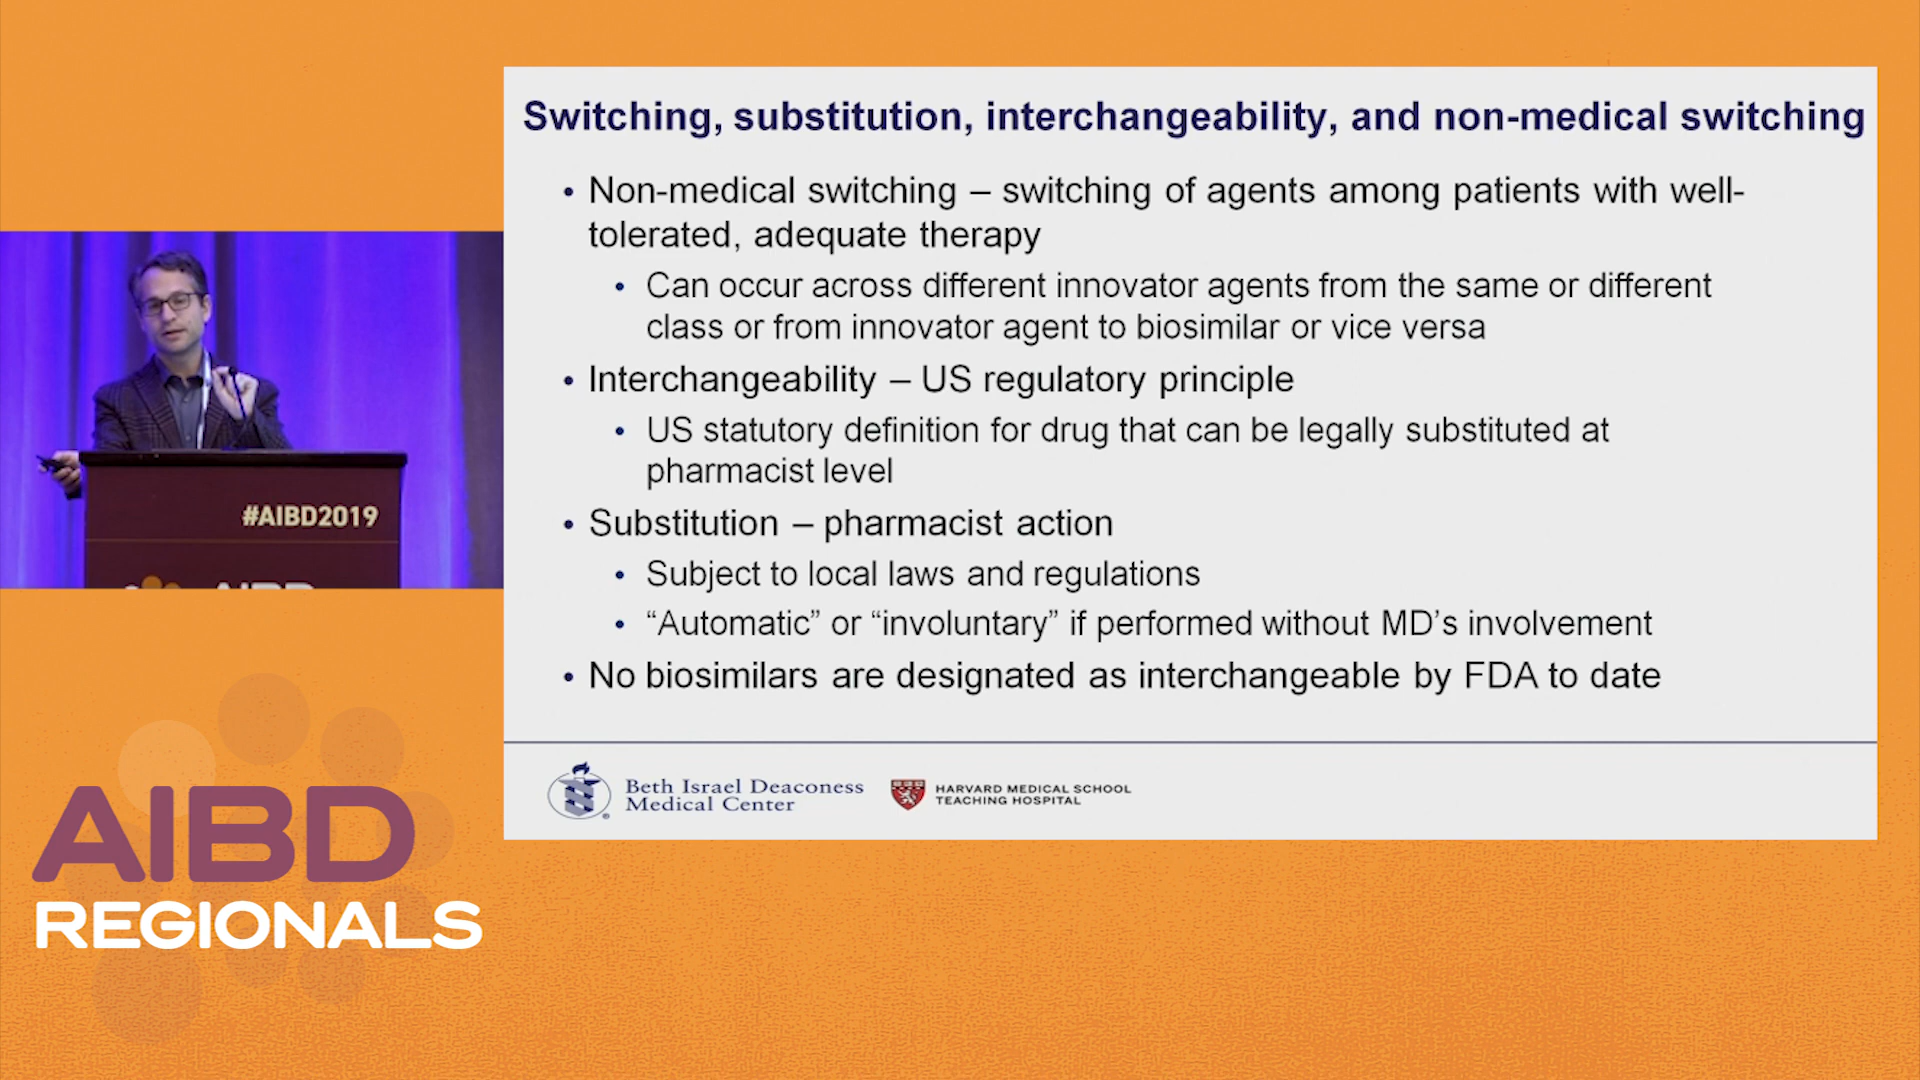 Switching, substitution, interchangeability, and non-medical switching
• Non-medical switching – switching of agents among patients with well-
tolerated, adequate therapy
• Can occur across different innovator agents from the same or different
class or from innovator agent to biosimilar or vice versa
• Interchangeability – US regulatory principle
• US statutory definition for drug that can be legally substituted at
pharmacist level
• Substitution – pharmacist action
• Subject to local laws and regulations
• “Automatic” or “involuntary” if performed without MD’s involvement
• No biosimilars are designated as interchangeable by FDA to date
Beth Israel Deaconess
Medical Center
®
HARVARD MEDICAL SCHOOL
TEACHING HOSPITAL
#AIBD2019
AIBD
AIBD
REGIONALS